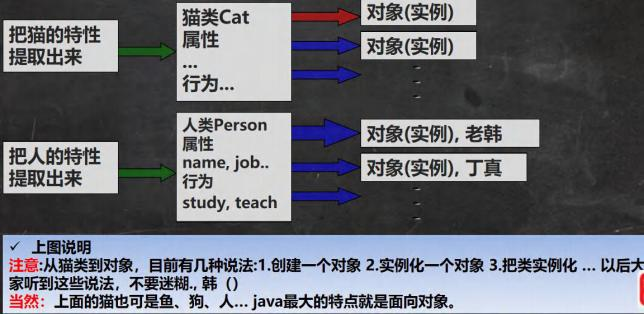 把猫的特性
提取出来
猫类Cat
属性
...
行为...
对象(实例)
对象(实例)
把人的特性
提取出来
人类Person
属性
name, job..
行为
study, teach
对象(实例), 老韩
对象(实例), 丁真
✓ 上图说明
注意:从猫类到对象，目前有几种说法:1.创建一个对象 2.实例化一个对象 3.把类实例化 ... 以后大
家听到这些说法，不要迷糊., 韩（）
当然：上面的猫也可是鱼、狗、人... java最大的特点就是面向对象。